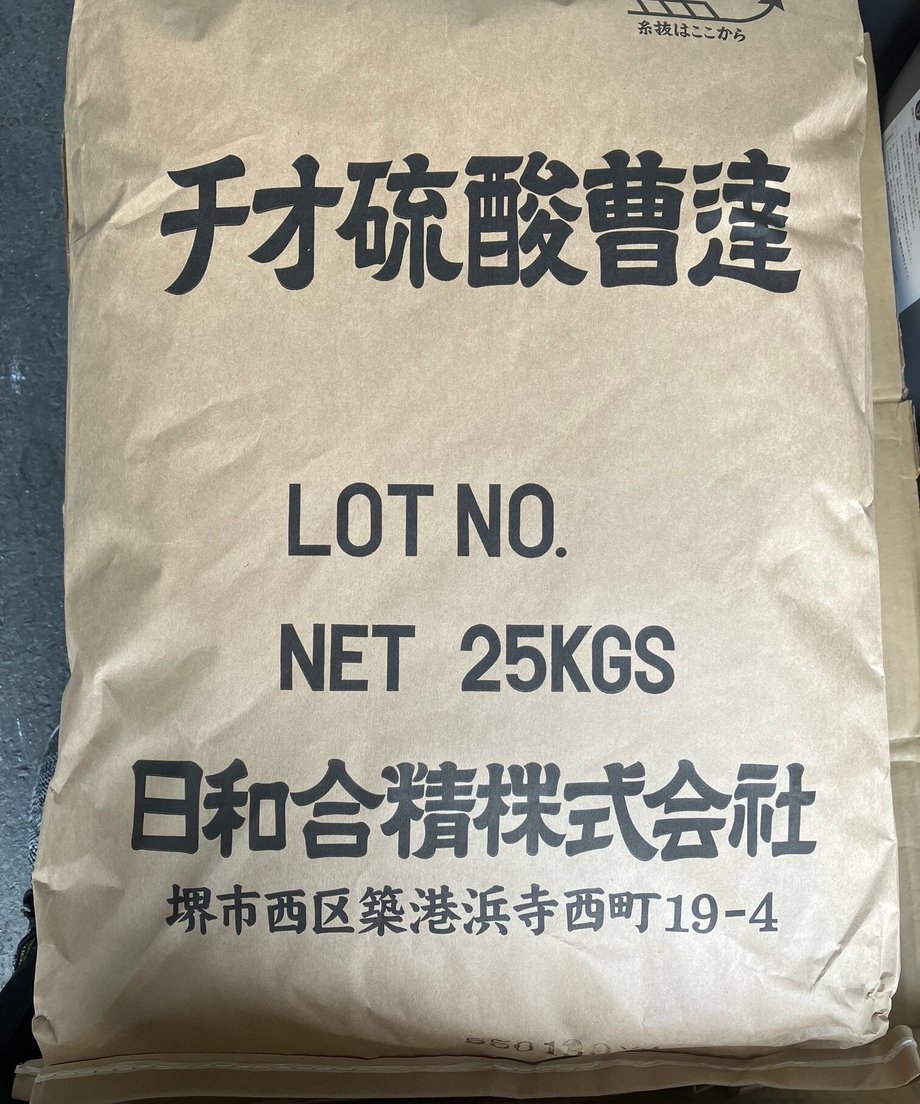 糸抜はここから
チオ硫酸曹達
LOT NO.
NET 25KGS
日和合精株式会社
堺市西区築港浜寺西町19-4